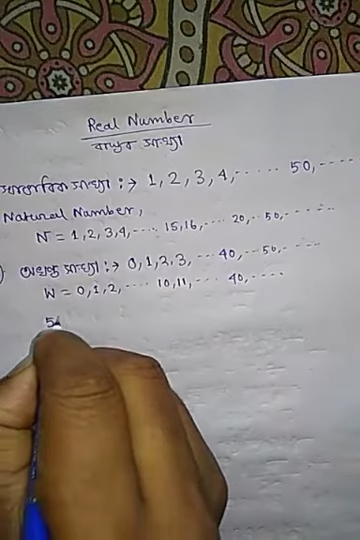 Real Number
বাস্তব সংখ্যা
স্বাভাবিক সংখ্যা :→ 1, 2, 3, 4, ..... 50, ....
Natural Number,
N = 1, 2, 3, 4, .... 15, 16, ... 20, .. 50, ......
) অখণ্ড সংখ্যা :→ 0, 1, 2, 3, ... 40, ... 50, ....
W = 0, 1, 2, .... 10, 11, ... 40, ....